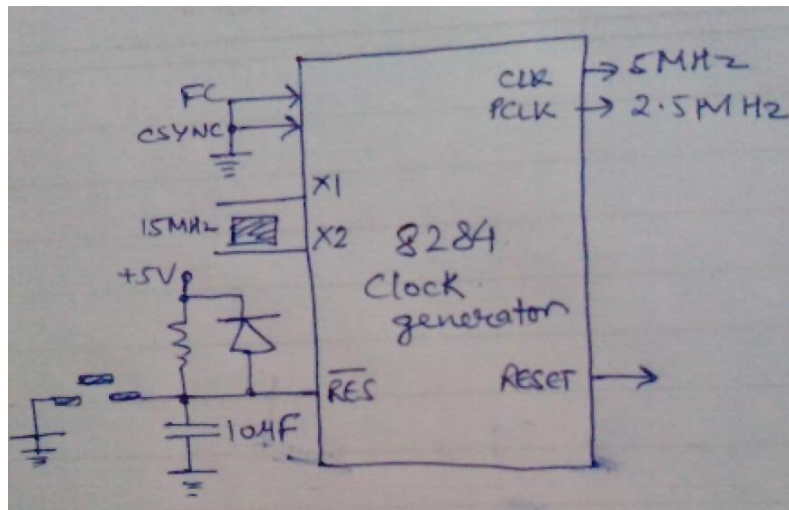 FC
CSYNC
CLK
5MHz
PCLK
2.5MHz
X1
15MHz
X2
8284
Clock
generator
+5V
RES
RESET
10μF